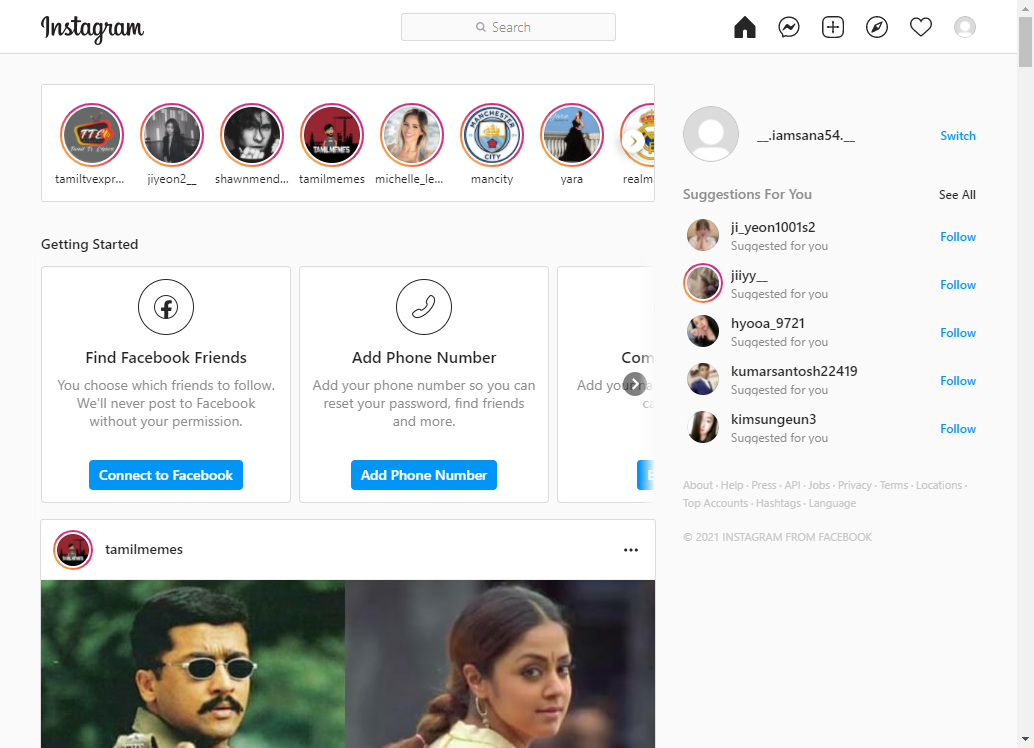 Instagram
Search
tamiltvexpr...
jiyeon2__
shawnmend...
tamilmemes
michelle_le...
mancity
yara
realm
__.iamsana54.__
Switch
Suggestions For You
See All
ji_yeon1001s2
Suggested for you
Follow
jiiyy__
Suggested for you
Follow
hyooa_9721
Suggested for you
Follow
kumarsantosh22419
Suggested for you
Follow
kimsungeun3
Suggested for you
Follow
About · Help · Press · API · Jobs · Privacy · Terms · Locations ·
Top Accounts · Hashtags · Language
© 2021 INSTAGRAM FROM FACEBOOK
Getting Started
Find Facebook Friends
You choose which friends to follow.
We'll never post to Facebook
without your permission.
Connect to Facebook
Add Phone Number
Add your phone number so you can
reset your password, find friends
and more.
Add Phone Number
Com
Add your
ca
E
tamilmemes
MANCHESTER
CITY
TAMILMEMES